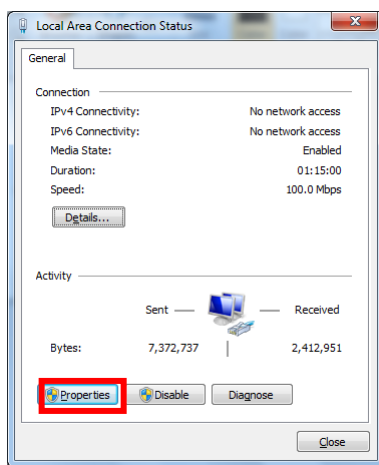 Local Area Connection Status
General
Connection
IPv4 Connectivity: No network access
IPv6 Connectivity: No network access
Media State: Enabled
Duration: 01:15:00
Speed: 100.0 Mbps
Details...
Activity
Sent Received
Bytes: 7,372,737 2,412,951
Properties Disable Diagnose
Close